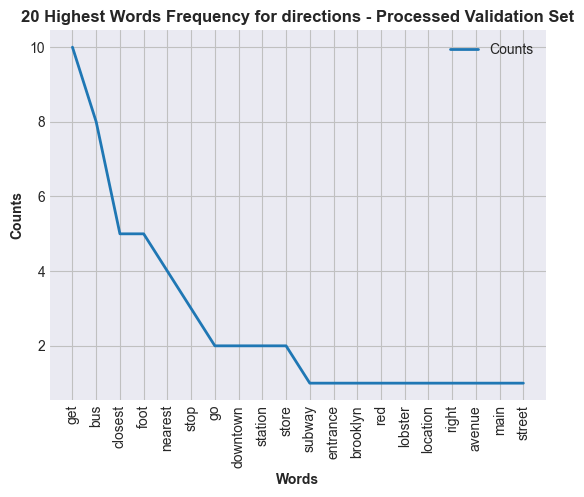 20 Highest Words Frequency for directions - Processed Validation Set
Counts
10
8
6
4
2
Counts
get
bus
closest
foot
nearest
stop
go
downtown
station
store
subway
entrance
brooklyn
red
lobster
location
right
avenue
main
street
Words